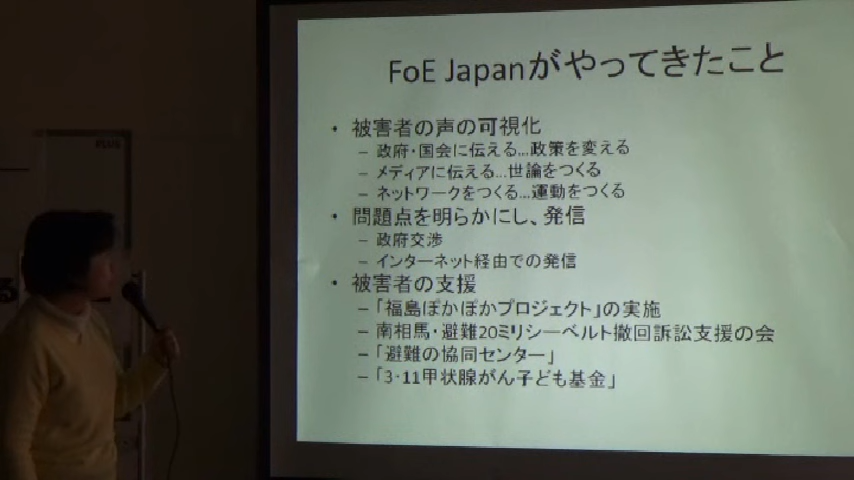 FoE Japanがやってきたこと
・被害者の声の可視化
– 政府・国会に伝える…政策を変える
– メディアに伝える…世論をつくる
– ネットワークをつくる…運動をつくる
・問題点を明らかにし、発信
– 政府交渉
– インターネット経由での発信
・被害者の支援
–「福島ぽかぽかプロジェクト」の実施
– 南相馬・避難20ミリシーベルト撤回訴訟支援の会
–「避難の協同センター」
–「3・11甲状腺がん子ども基金」
PLUS